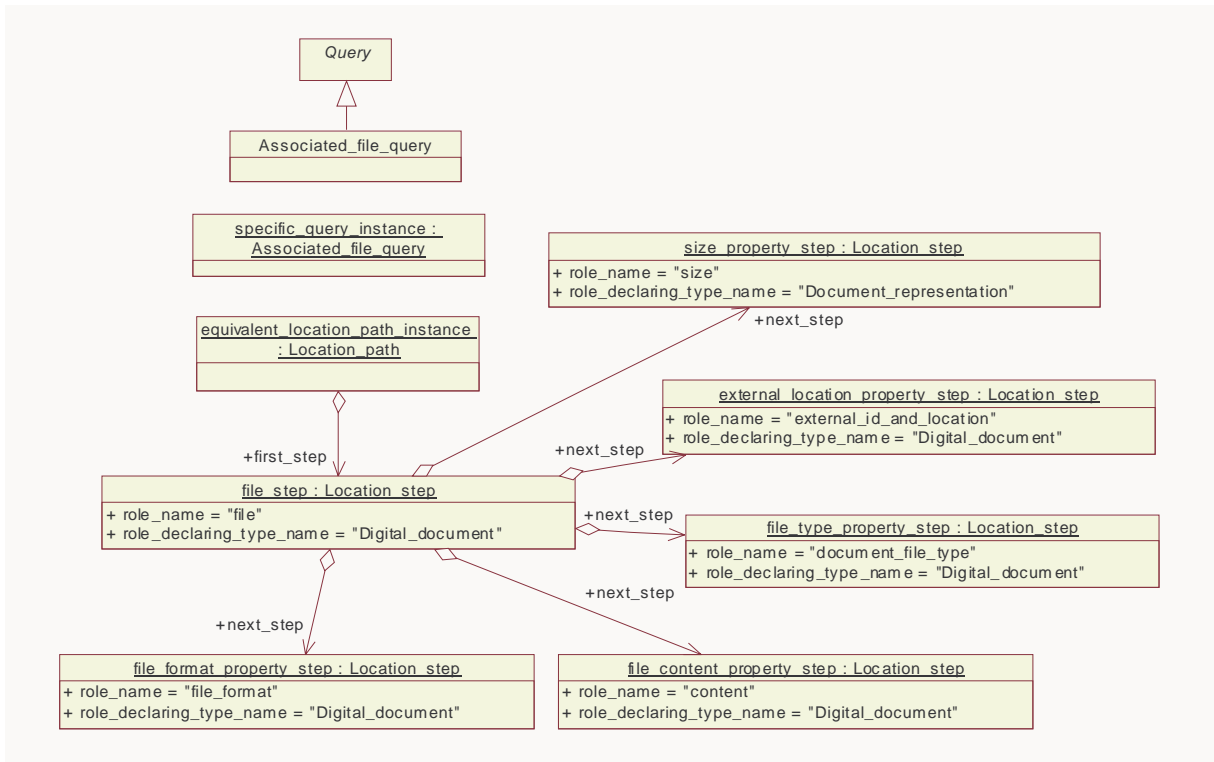 Query
Associated_file_query
specific_query_instance :
Associated_file_query
size_property_step : Location_step
+ role_name = "size"
+ role_declaring_type_name = "Document_representation"
+next_step
equivalent_location_path_instance
: Location_path
external_location_property_step : Location_step
+ role_name = "external_id_and_location"
+ role_declaring_type_name = "Digital_document"
+next_step
+first_step
file_step : Location_step
+ role_name = "file"
+ role_declaring_type_name = "Digital_document"
+next_step
file_type_property_step : Location_step
+ role_name = "document_file_type"
+ role_declaring_type_name = "Digital_document"
+next_step
+next_step
file_format_property_step : Location_step
+ role_name = "file_format"
+ role_declaring_type_name = "Digital_document"
file_content_property_step : Location_step
+ role_name = "content"
+ role_declaring_type_name = "Digital_document"